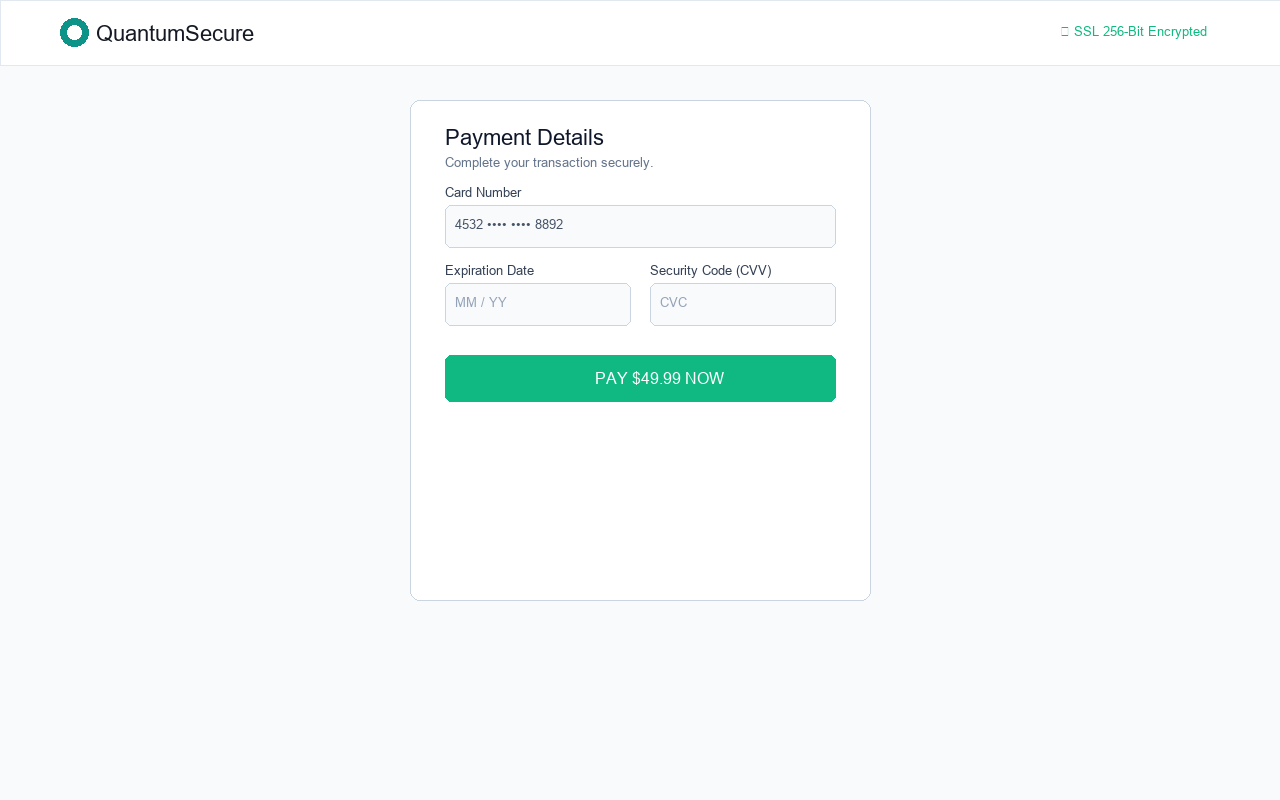 QuantumSecure
SSL 256-Bit Encrypted
Payment Details
Complete your transaction securely.
Card Number
4532 •••• •••• 8892
Expiration Date
Security Code (CVV)
MM / YY
CVC
PAY $49.99 NOW